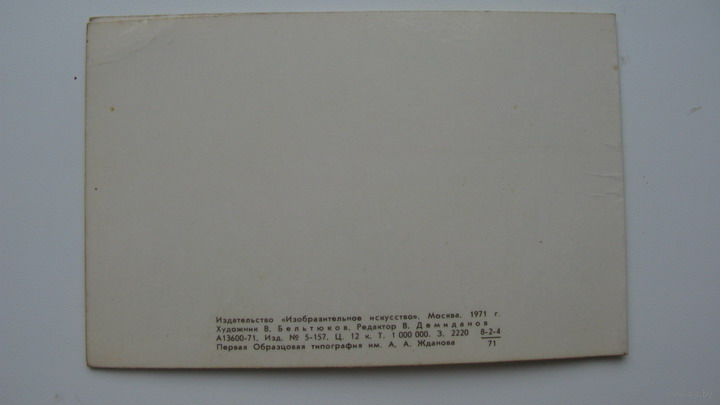 Издательство «Изобразительное искусство». Москва. 1971 г.
Художник В. Бельтюков. Редактор В. Демиданов
А13600-71. Изд. № 5-157. Ц. 12 к. Т. 1 000 000. З. 2220 8-2-4
Первая Образцовая типография им. А. А. Жданова 71